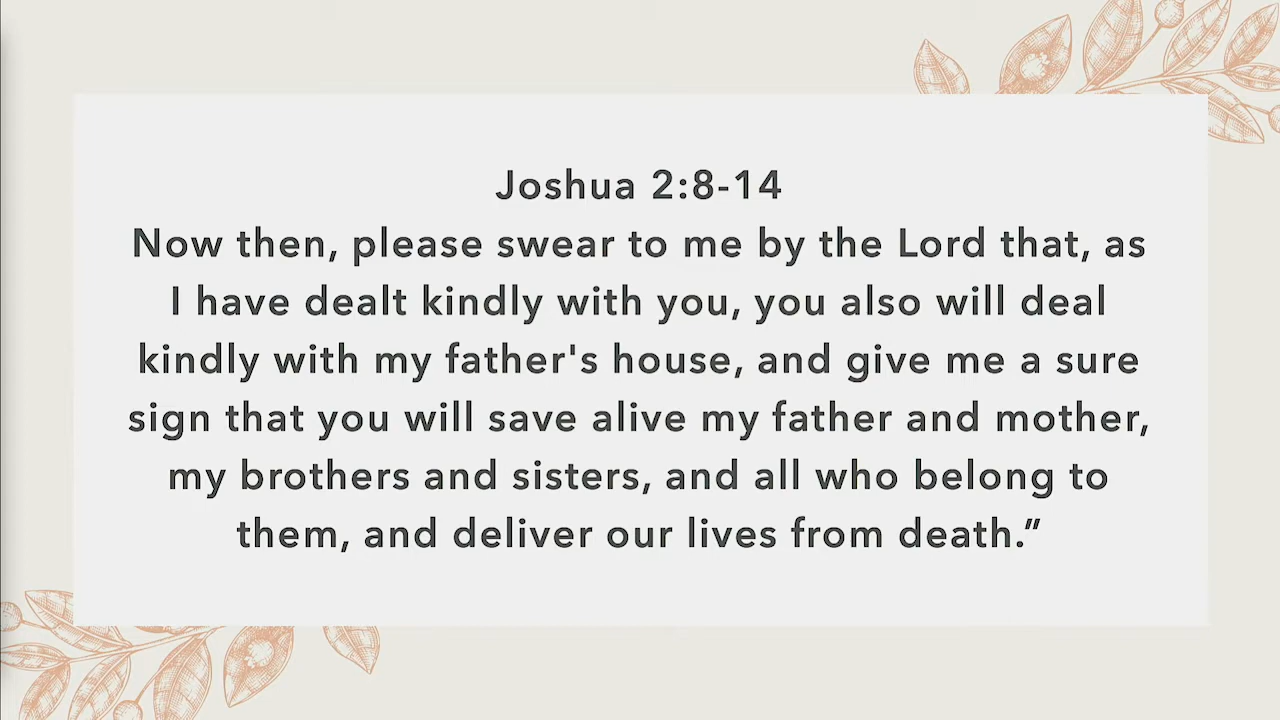 Joshua 2:8-14
Now then, please swear to me by the Lord that, as
I have dealt kindly with you, you also will deal
kindly with my father's house, and give me a sure
sign that you will save alive my father and mother,
my brothers and sisters, and all who belong to
them, and deliver our lives from death.”